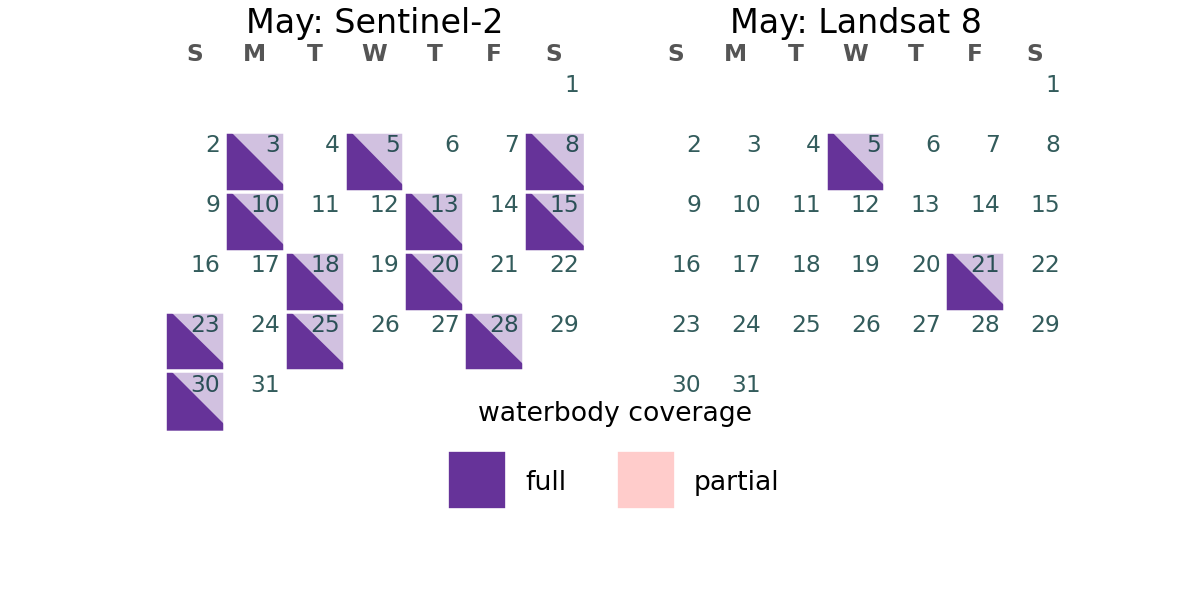 May: Sentinel-2
S M T W T F S
1
2 3 4 5 6 7 8
9 10 11 12 13 14 15
16 17 18 19 20 21 22
23 24 25 26 27 28 29
30 31
May: Landsat 8
S M T W T F S
1
2 3 4 5 6 7 8
9 10 11 12 13 14 15
16 17 18 19 20 21 22
23 24 25 26 27 28 29
30 31
waterbody coverage
full partial